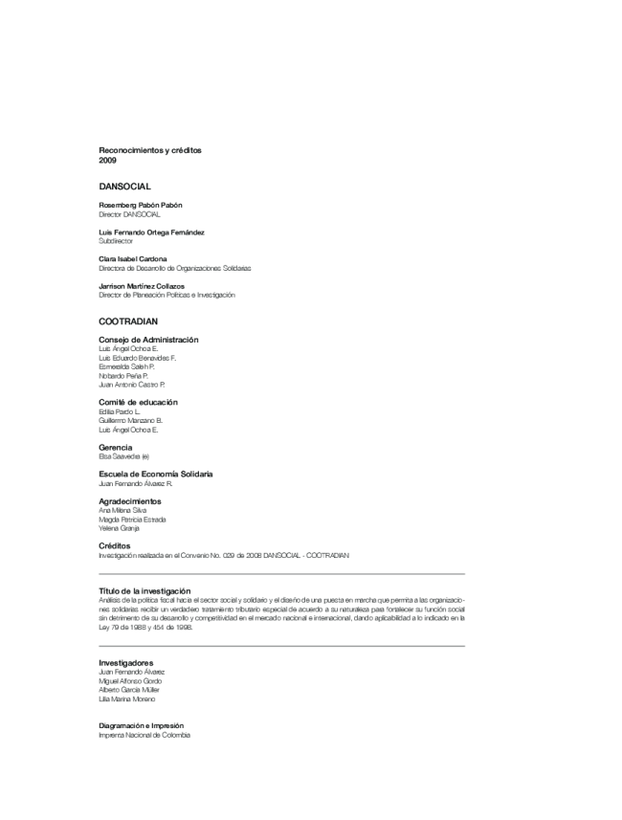 Reconocimientos y créditos
2009
DANSOCIAL
Rosemberg Pabón Pabón
Director DANSOCIAL
Luis Fernando Ortega Fernández
Subdirector
Clara Isabel Cardona
Directora de Desarrollo de Organizaciones Solidarias
Jarrison Martínez Collazos
Director de Planeación Políticas e Investigación
COOTRADIAN
Consejo de Administración
Luis Ángel Ochoa E.
Luis Eduardo Benavides F.
Esmeralda Saleh P.
Norbardo Peña P.
Juan Antonio Castro P.
Comité de educación
Edilia Pardo L.
Guillermo Manzano B.
Luis Ángel Ochoa E.
Gerencia
Elsa Saavedra (e)
Escuela de Economía Solidaria
Juan Fernando Álvarez R.
Agradecimientos
Ana Milena Silva
Magda Patricia Estrada
Yelena Granja
Créditos
Investigación realizada en el Convenio No. 029 de 2008 DANSOCIAL - COOTRADIAN
Título de la investigación
Análisis de la política fiscal hacia el sector social y solidario y el diseño de una puesta en marcha que permita a las organizacio-
nes solidarias recibir un verdadero tratamiento tributario especial de acuerdo a su naturaleza para fortalecer su función social
sin detrimento de su desarrollo y competitividad en el mercado nacional e internacional, dando aplicabilidad a lo indicado en la
Ley 79 de 1988 y 454 de 1998.
Investigadores
Juan Fernando Álvarez
Miguel Alfonso Gordo
Alberto García Müller
Lilia Marina Moreno
Diagramación e Impresión
Imprenta Nacional de Colombia